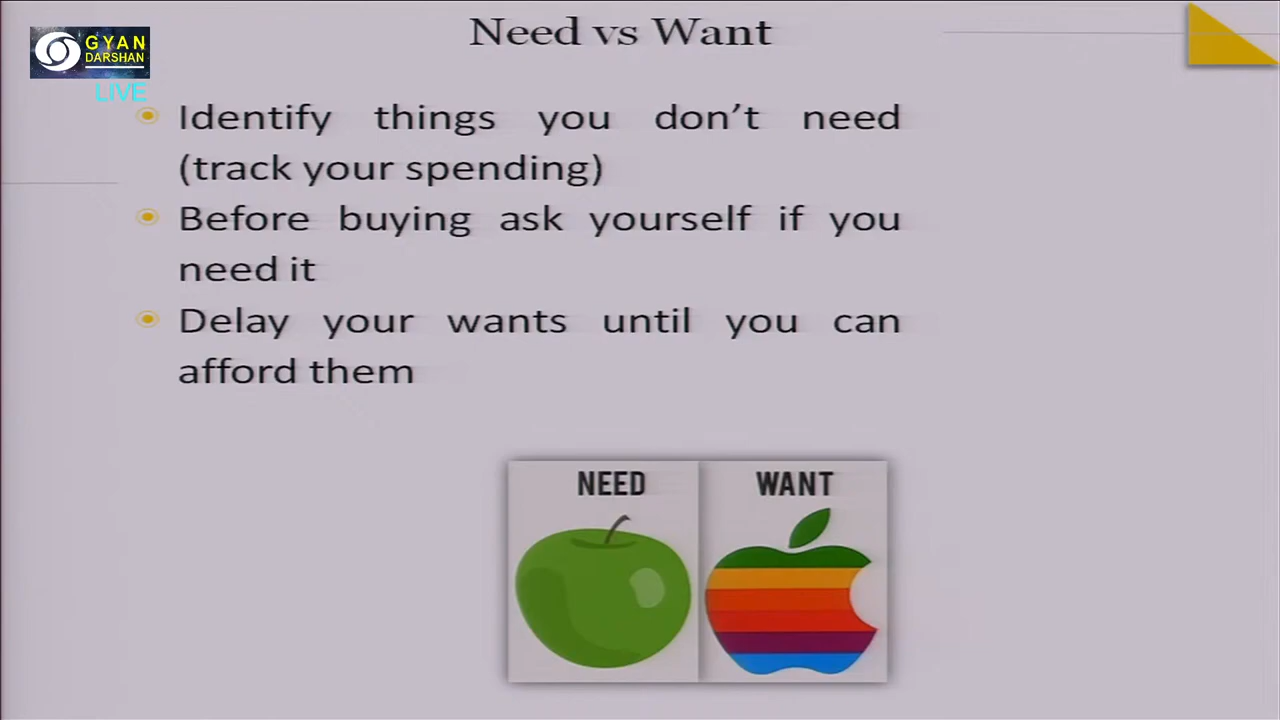 Need vs Want
GYAN
DARSHAN
LIVE
Identify things you don't need
(track your spending)
Before buying ask yourself if you
need it
Delay your wants until you can
afford them
NEED
WANT